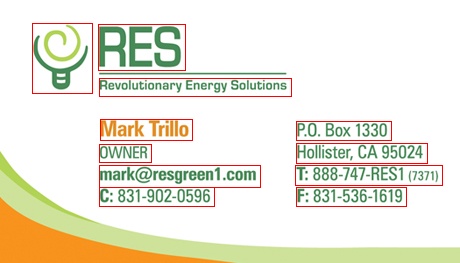 RES
Revolutionary Energy Solutions
Mark Trillo
OWNER
mark@resgreen1.com
C: 831-902-0596
P.O. Box 1330
Hollister, CA 95024
T: 888-747-RES1 (7371)
F: 831-536-1619